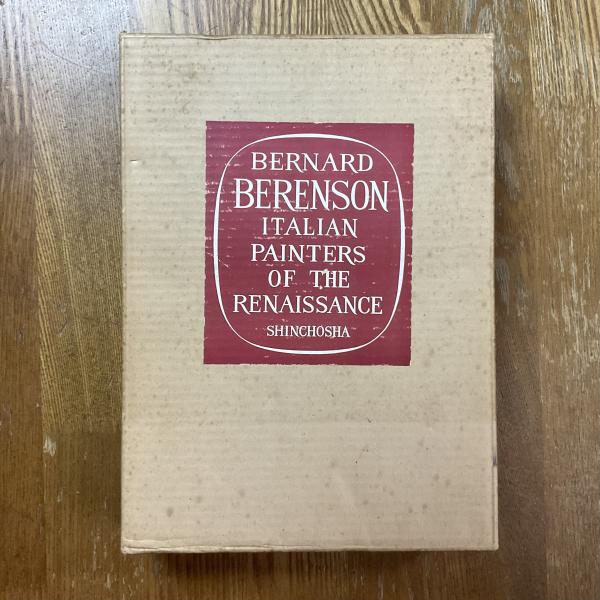 BERNARD
BERENSON
ITALIAN
PAINTERS
OF THE
RENAISSANCE
SHINCHOSHA